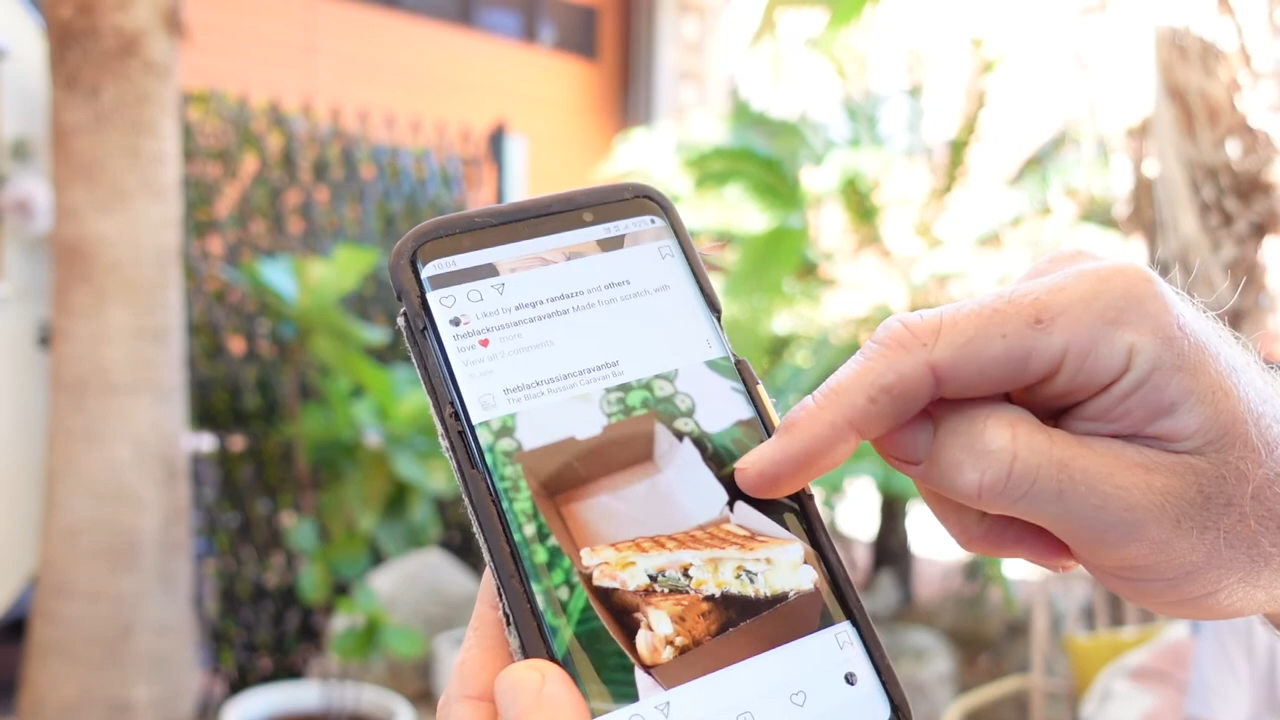 10:04
92%
Liked by allegra.randazzo and others
theblackrussiancaravanbar Made from scratch, with
love❤️ more
View all 2 comments
theblackrussiancaravanbar
The Black Russian Caravan Bar